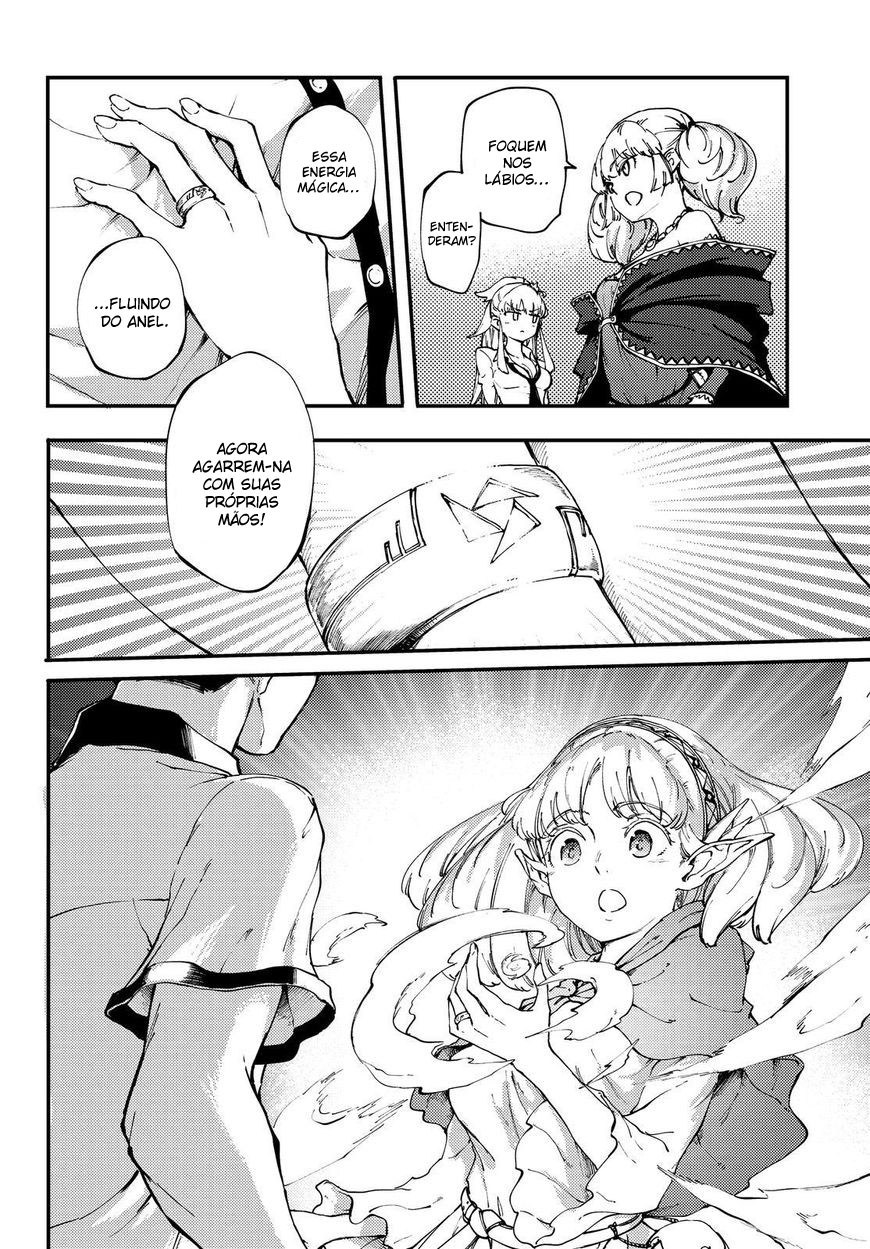 FOQUEM
NOS
LÁBIOS...
ENTEN-
DERAM?
ESSA
ENERGIA
MÁGICA...
...FLUINDO
DO ANEL.
AGORA
AGARREM-NA
COM SUAS
PRÓPRIAS
MÃOS!